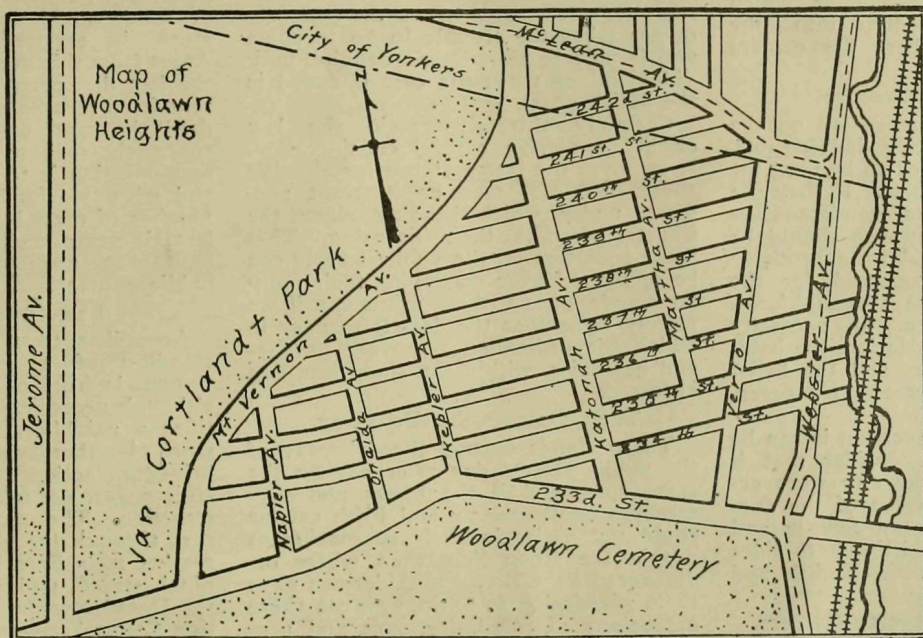 Map of
Woodlawn
Heights
City of Yonkers
McLean Av.
N
Jerome Av.
Van Cortlandt Park
Mt Vernon Av.
242d St.
241 St. St.
240th St.
239th St.
238th St
237th St
236th St.
235th St.
234th St.
233d. St.
Napier Av.
Onaida Av.
Kepler Av.
Katonah Av.
Martha Av.
Verio Av.
Webster Av.
Woodlawn Cemetery